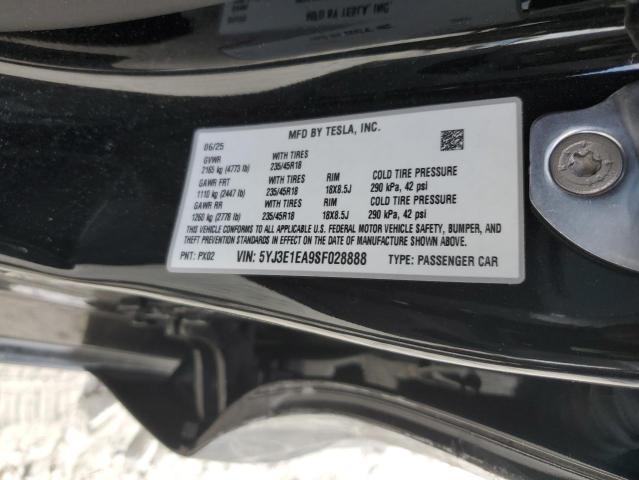 MFD BY TESLA, INC.
06/25
GVWR WITH TIRES
2165 kg (4773 lb) 235/45R18
GAWR FRT WITH TIRES RIM COLD TIRE PRESSURE
1110 kg (2447 lb) 235/45R18 18X8.5J 290 kPa, 42 psi
GAWR RR WITH TIRES RIM COLD TIRE PRESSURE
1260 kg (2778 lb) 235/45R18 18X8.5J 290 kPa, 42 psi
THIS VEHICLE CONFORMS TO ALL APPLICABLE U.S. FEDERAL MOTOR VEHICLE SAFETY, BUMPER, AND
THEFT PREVENTION STANDARDS IN EFFECT ON THE DATE OF MANUFACTURE SHOWN ABOVE.
PNT: PX02 VIN: 5YJ3E1EA9SF028888 TYPE: PASSENGER CAR